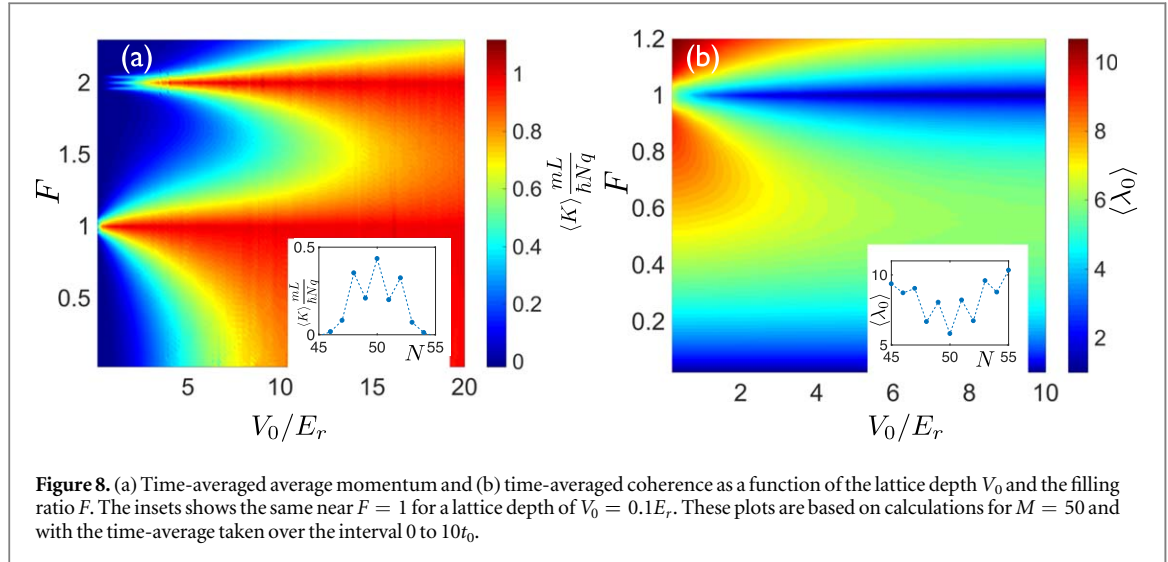 (a)
F
2
1.5
1
0.5
5
10
15
20
V₀/Eᵣ
1
0.8
0.6
0.4
0.2
0
⟨K⟩ mL/ħNq
0.5
0
⟨K⟩ mL/ħNq
45
50
55
N
(b)
F
1.2
1
0.8
0.6
0.4
0.2
2
4
6
8
10
V₀/Eᵣ
10
8
6
4
2
⟨λ₀⟩
10
5
⟨λ₀⟩
45
50
55
N
Figure 8. (a) Time-averaged average momentum and (b) time-averaged coherence as a function of the lattice depth V₀ and the filling
ratio F. The insets shows the same near F = 1 for a lattice depth of V₀ = 0.1Eᵣ. These plots are based on calculations for M = 50 and
with the time-average taken over the interval 0 to 10t₀.